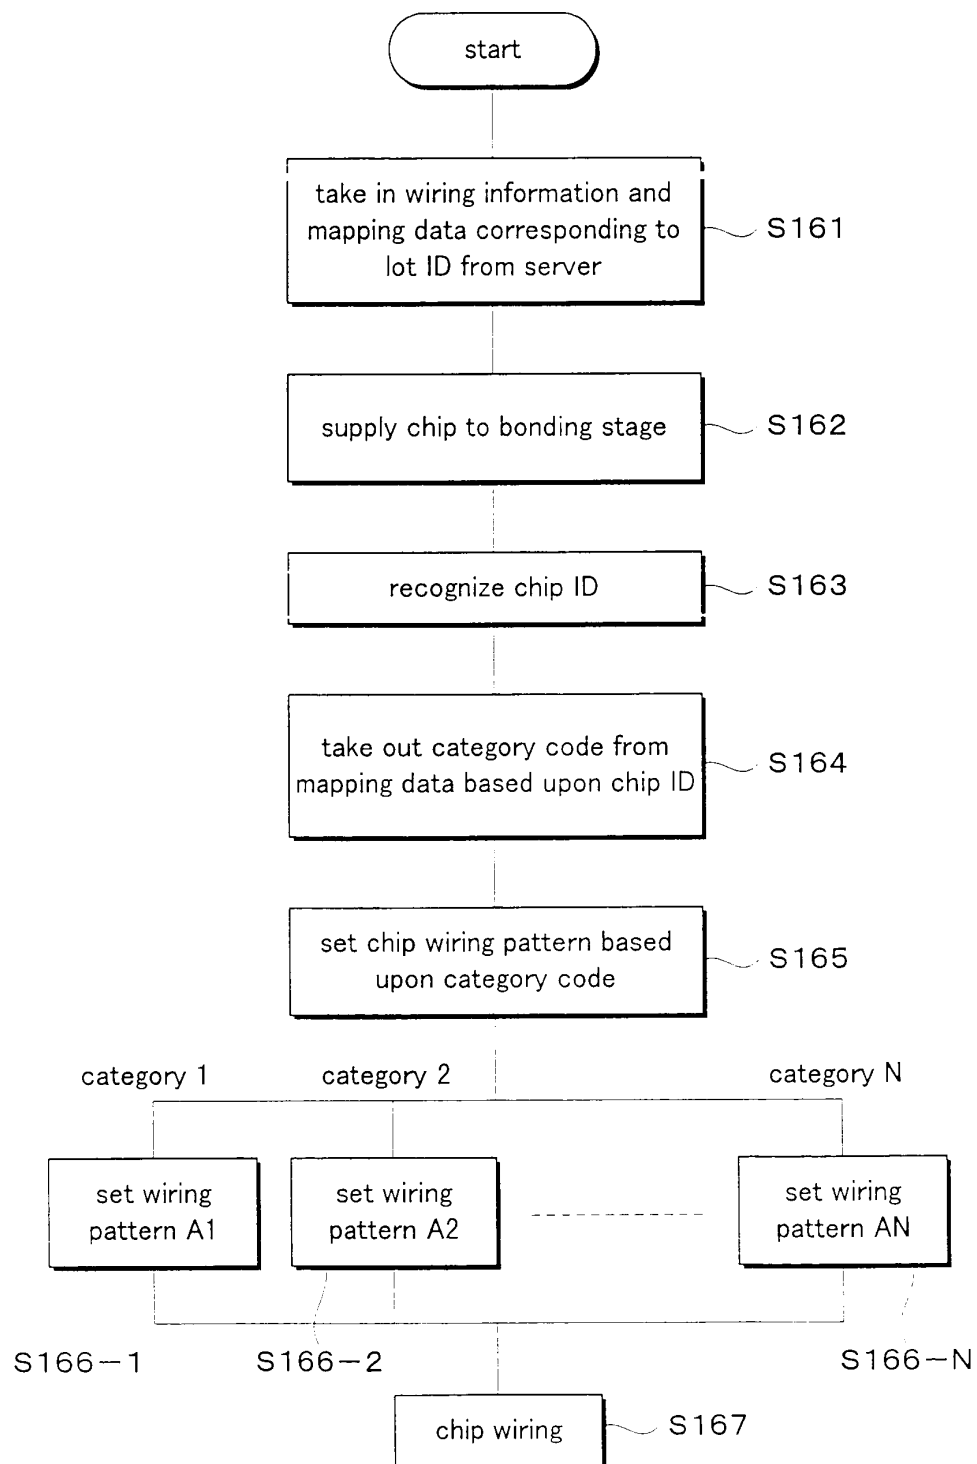 start
take in wiring information and
mapping data corresponding to
lot ID from server
S161
supply chip to bonding stage
S162
recognize chip ID
S163
take out category code from
mapping data based upon chip ID
S164
set chip wiring pattern based
upon category code
S165
category 1
category 2
category N
set wiring
pattern A1
set wiring
pattern A2
set wiring
pattern AN
S166-1
S166-2
S166-N
chip wiring
S167